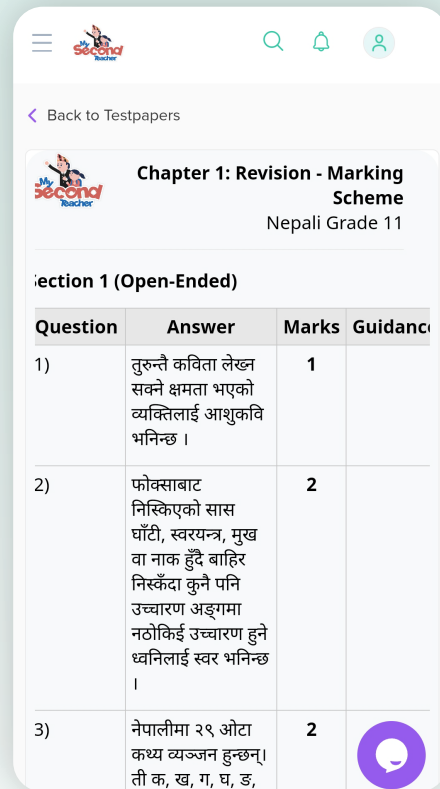 My
Second
Teacher
Back to Testpapers
My
Second
Teacher
Chapter 1: Revision - Marking
Scheme
Nepali Grade 11
Section 1 (Open-Ended)
Question Answer Marks Guidance
1) तुरुन्तै कविता लेख्न 1
सक्ने क्षमता भएको
व्यक्तिलाई आशुकवि
भनिन्छ ।
2) फोक्साबाट 2
निस्किएको सास
घाँटी, स्वरयन्त्र, मुख
वा नाक हुँदै बाहिर
निस्कँदा कुनै पनि
उच्चारण अङ्गमा
नठोकिई उच्चारण हुने
ध्वनिलाई स्वर भनिन्छ
।
3) नेपालीमा २९ ओटा 2
कथ्य व्यञ्जन हुन्छन्।
ती क, ख, ग, घ, ङ,